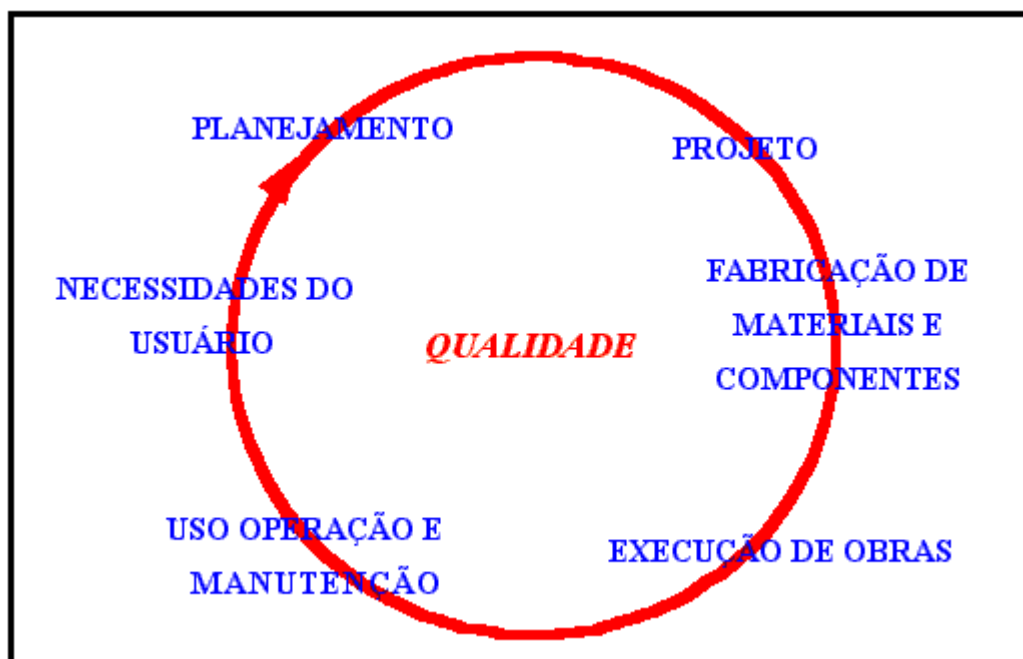 PLANEJAMENTO
PROJETO
FABRICAÇÃO DE
MATERIAIS E
COMPONENTES
NECESSIDADES DO
USUÁRIO
QUALIDADE
EXECUÇÃO DE OBRAS
USO OPERAÇÃO E
MANUTENÇÃO